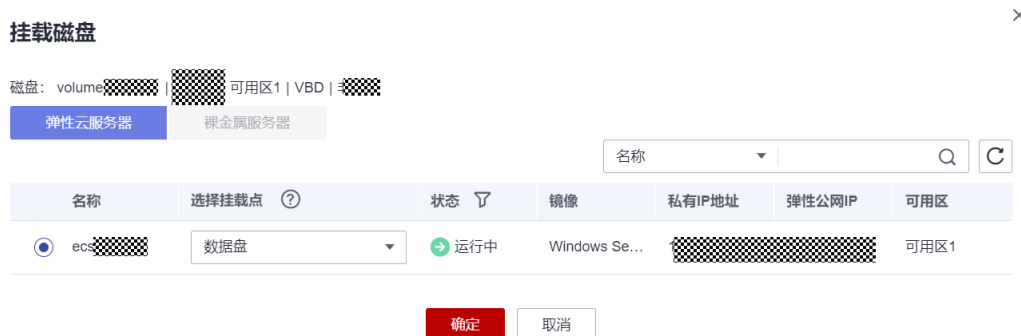 挂载磁盘
磁盘： volume | 可用区1 | VBD |
弹性云服务器 裸金属服务器
名称
名称 选择挂载点 状态 镜像 私有IP地址 弹性公网IP 可用区
ecs 数据盘 运行中 Windows Se... 可用区1
确定 取消